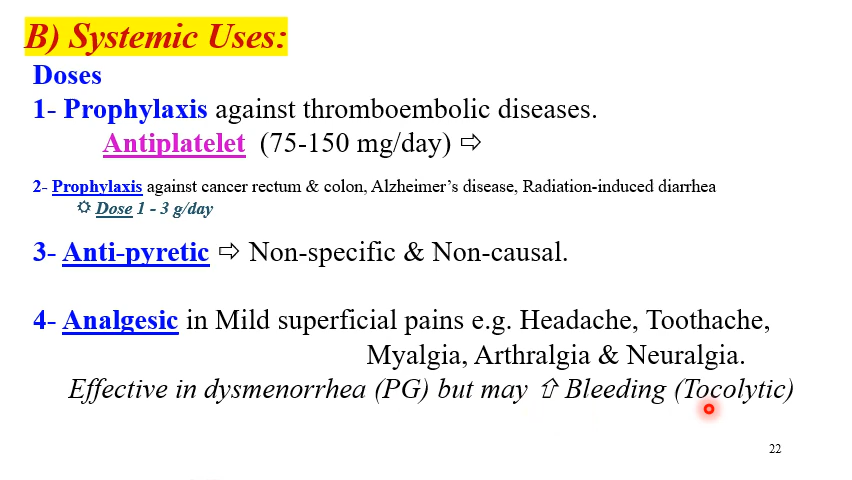 B) Systemic Uses:
Doses
1- Prophylaxis against thromboembolic diseases.
Antiplatelet (75-150 mg/day) ⇨
2- Prophylaxis against cancer rectum & colon, Alzheimer’s disease, Radiation-induced diarrhea
☼ Dose 1 - 3 g/day
3- Anti-pyretic ⇨ Non-specific & Non-causal.
4- Analgesic in Mild superficial pains e.g. Headache, Toothache,
Myalgia, Arthralgia & Neuralgia.
Effective in dysmenorrhea (PG) but may ⇧ Bleeding (Tocolytic)
22